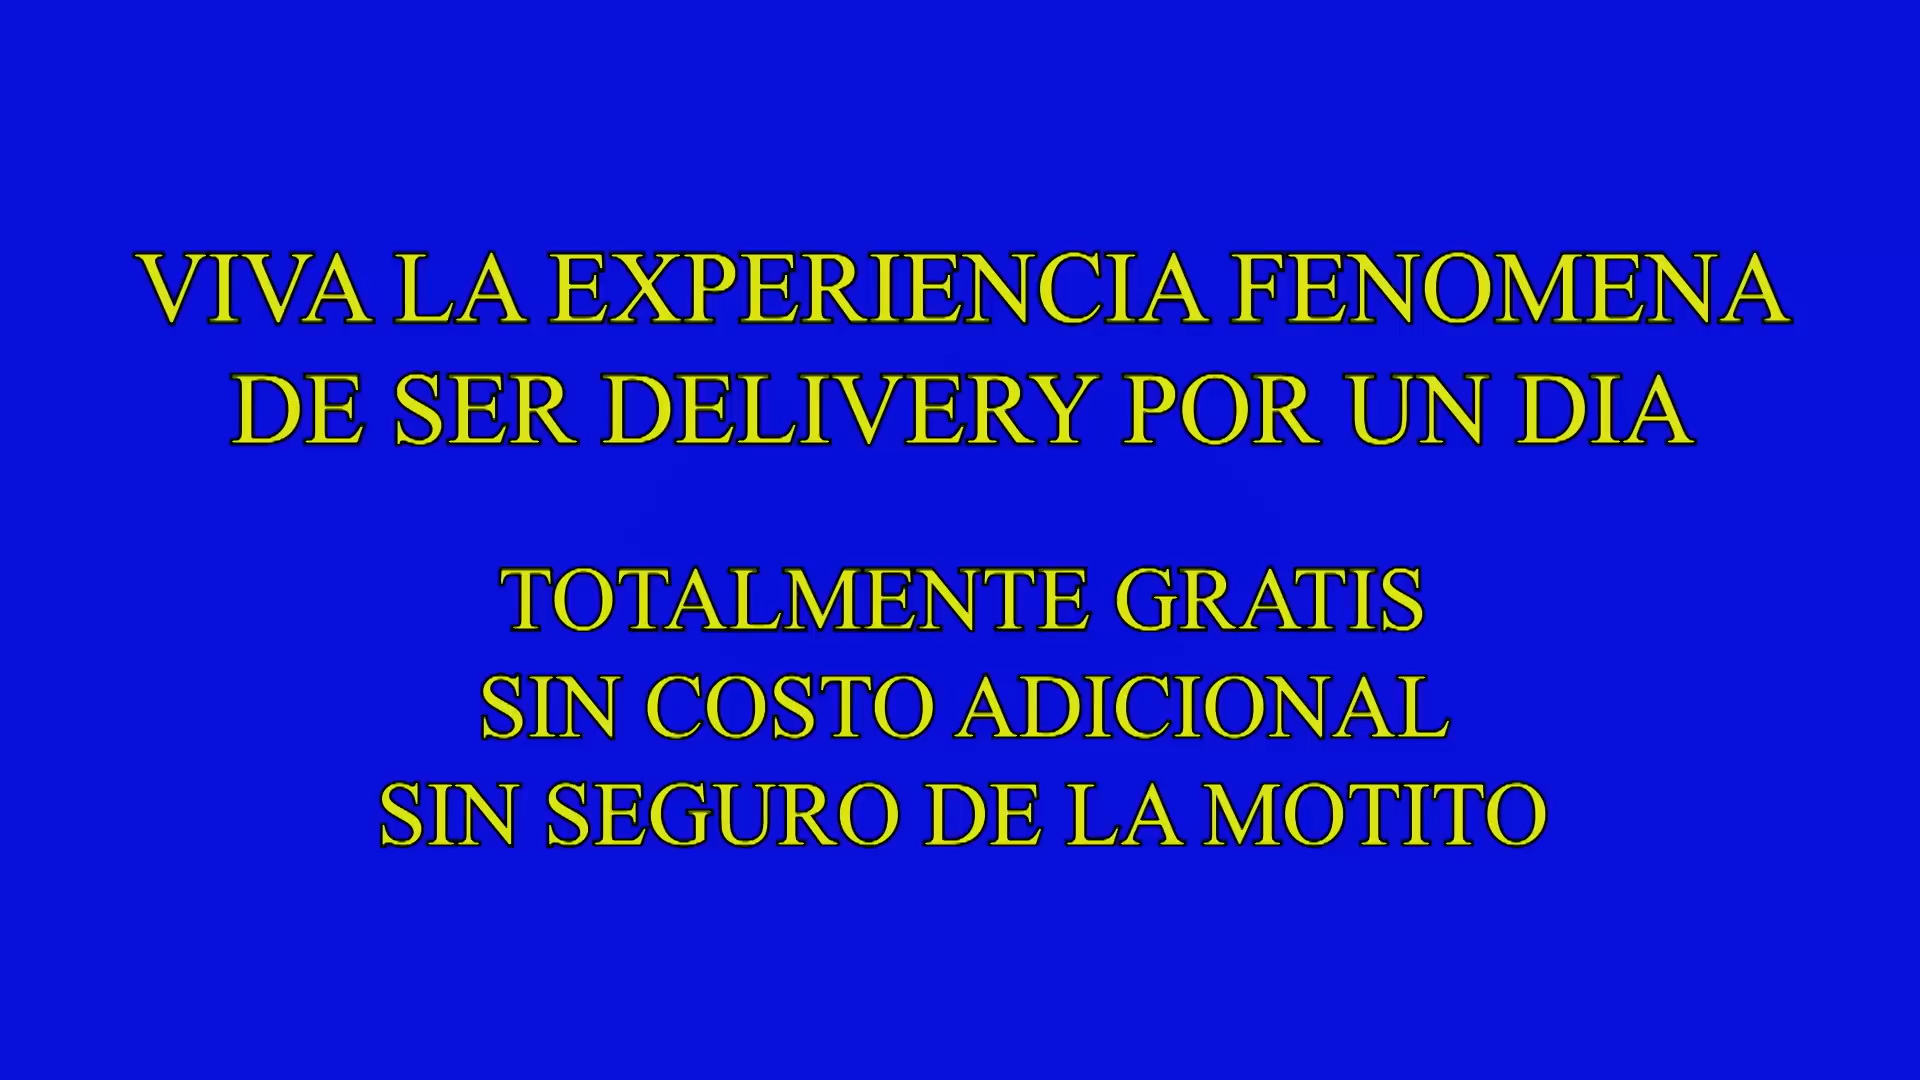 VIVA LA EXPERIENCIA FENOMENA
DE SER DELIVERY POR UN DIA
TOTALMENTE GRATIS
SIN COSTO ADICIONAL
SIN SEGURO DE LA MOTITO